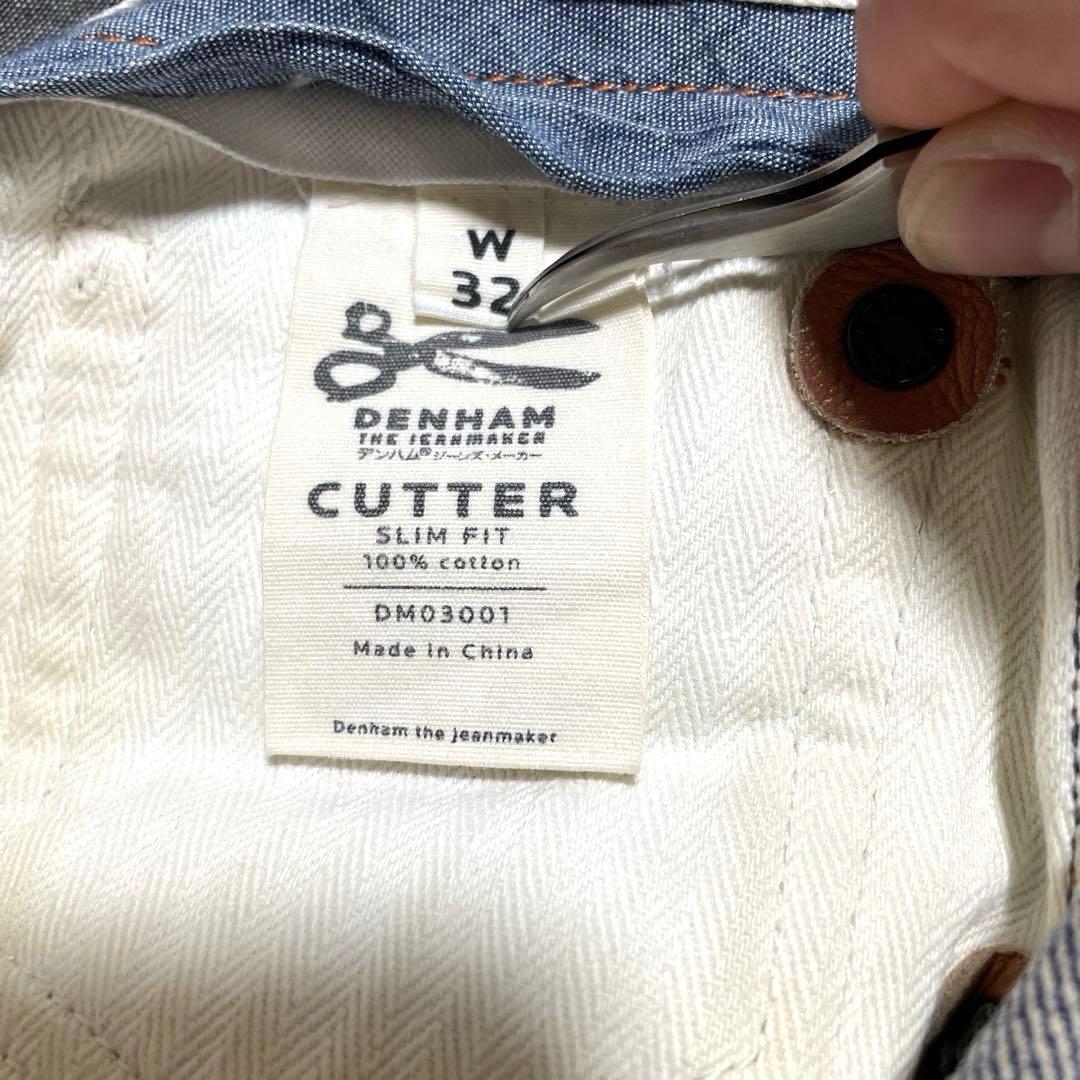 W
32
DENHAM
THE JEANMAKER
デンハム®ジーンズ・メーカー
CUTTER
SLIM FIT
100% cotton
DM03001
Made in China
Denham the jeanmaker